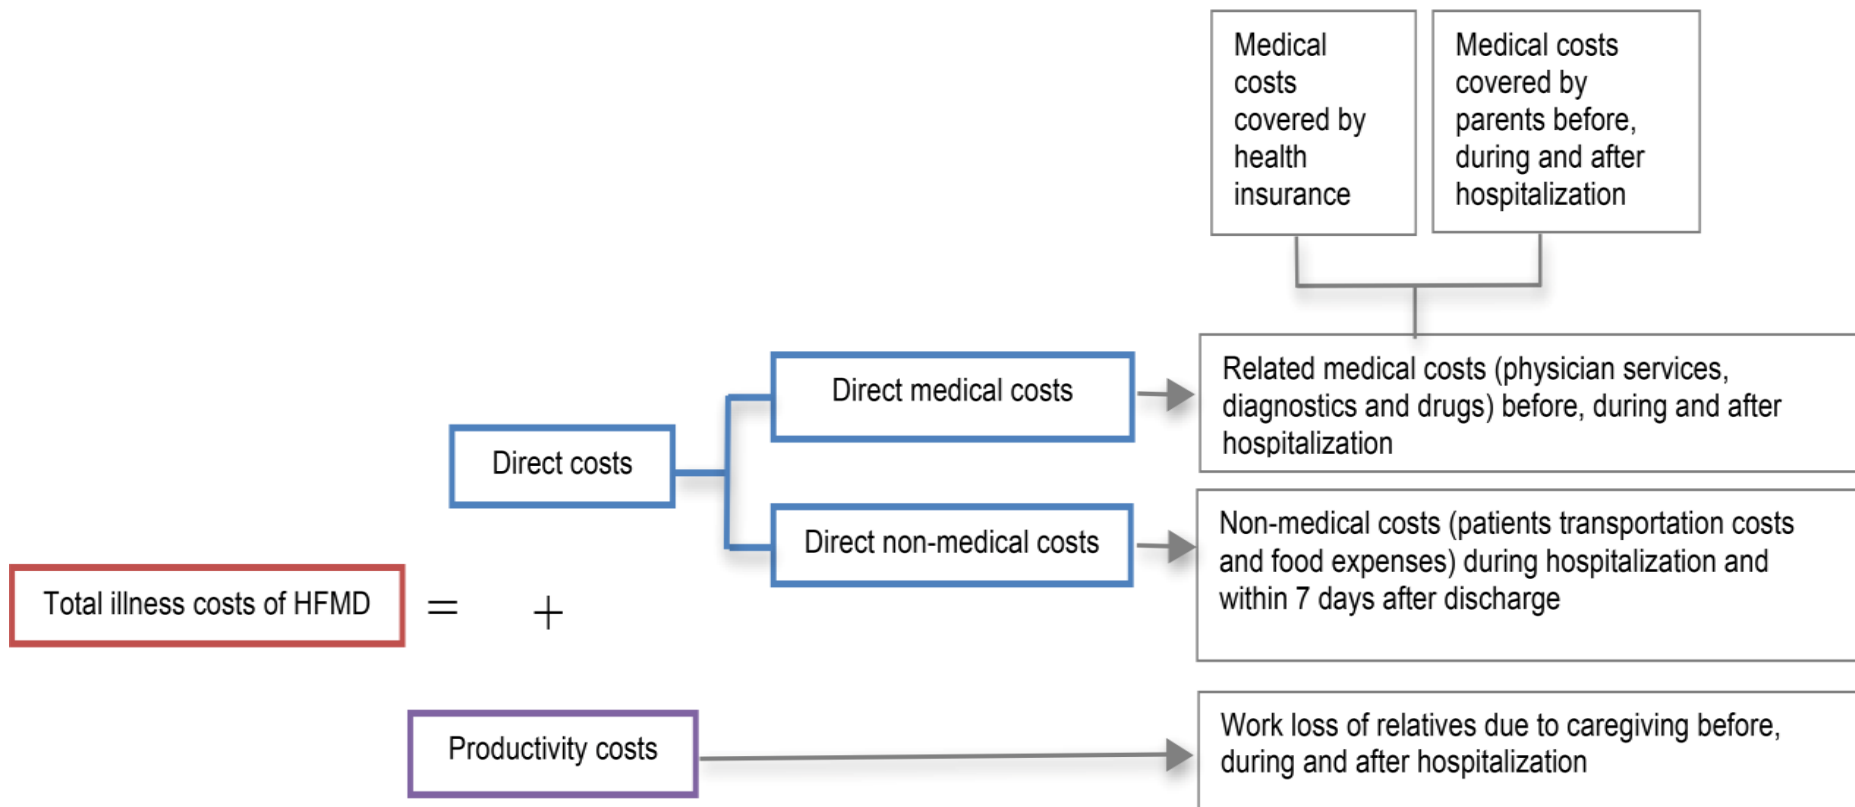 Medical
costs
covered by
health
insurance
Medical costs
covered by
parents before,
during and after
hospitalization
Direct medical costs
Related medical costs (physician services,
diagnostics and drugs) before, during and after
hospitalization
Direct costs
Direct non-medical costs
Non-medical costs (patients transportation costs
and food expenses) during hospitalization and
within 7 days after discharge
Total illness costs of HFMD
= +
Productivity costs
Work loss of relatives due to caregiving before,
during and after hospitalization